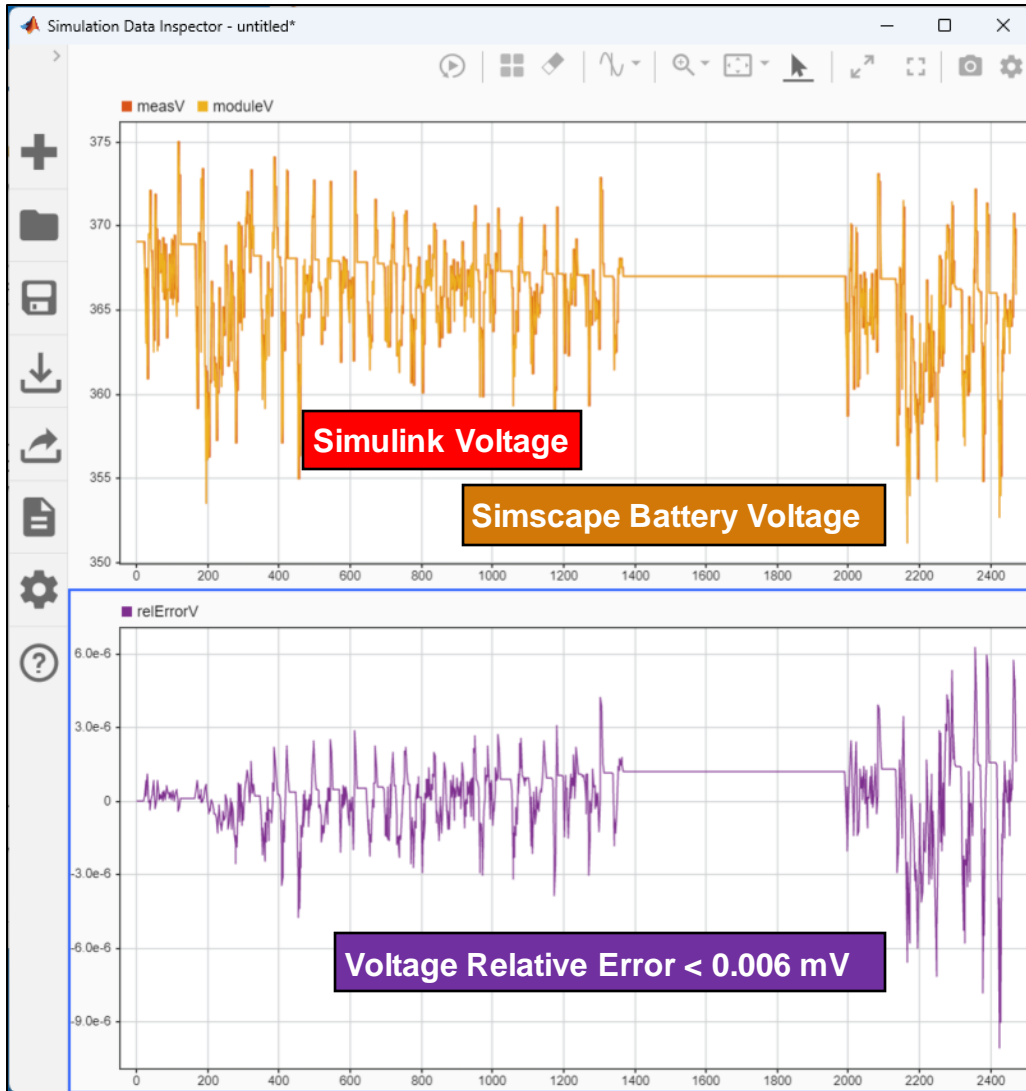 Simulation Data Inspector - untitled*
measV moduleV
375
370
365
360
355
350
Simulink Voltage
Simscape Battery Voltage
0 200 400 600 800 1000 1200 1400 1600 1800 2000 2200 2400
relErrorV
6.0e-6
3.0e-6
0
-3.0e-6
-6.0e-6
-9.0e-6
Voltage Relative Error < 0.006 mV
0 200 400 600 800 1000 1200 1400 1600 1800 2000 2200 2400